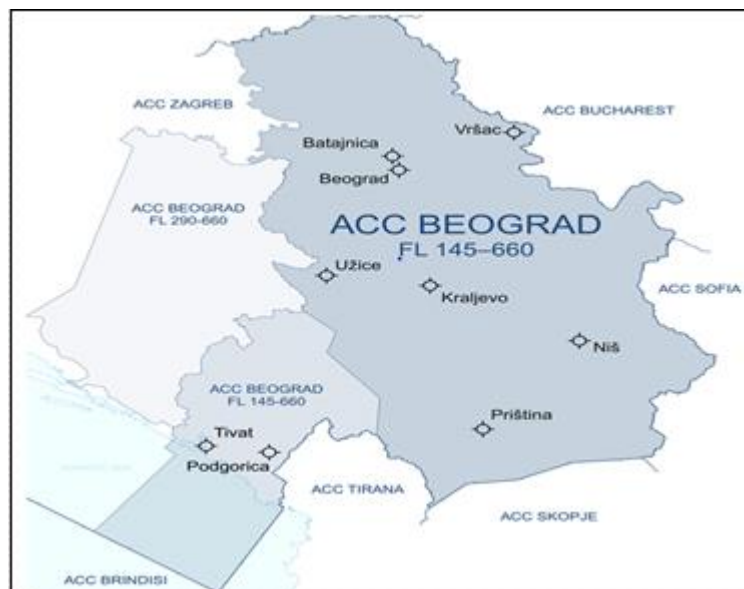 ACC ZAGREB
ACC BUCHAREST
Vršac
Batajnica
Beograd
ACC BEOGRAD
FL 290-660
ACC BEOGRAD
FL 145–660
Užice
ACC SOFIA
Kraljevo
Niš
ACC BEOGRAD
FL 145-660
Priština
Tivat
Podgorica
ACC TIRANA
ACC SKOPJE
ACC BRINDISI